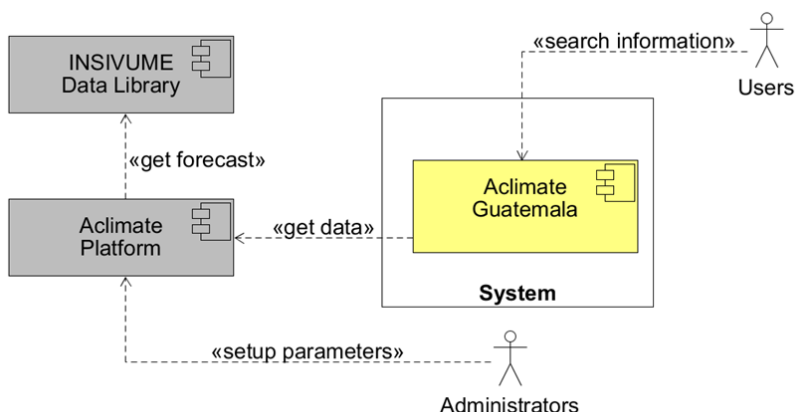 «search information»
Users
INSIVUME
Data Library
«get forecast»
Aclimate
Guatemala
Aclimate
Platform
«get data»
System
«setup parameters»
Administrators